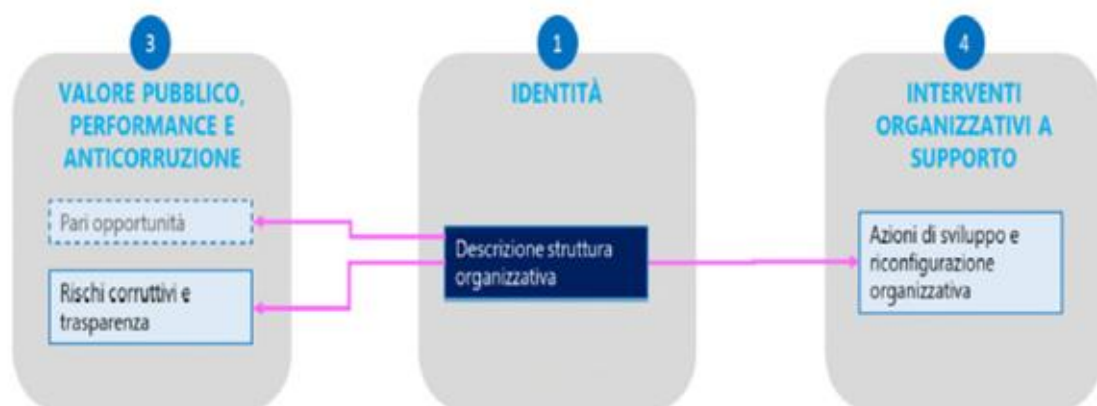 3
VALORE PUBBLICO,
PERFORMANCE E
ANTICORRUZIONE
Pari opportunità
Rischi corruttivi e
trasparenza
1
IDENTITÀ
Descrizione struttura
organizzativa
4
INTERVENTI
ORGANIZZATIVI A
SUPPORTO
Azioni di sviluppo e
riconfigurazione
organizzativa